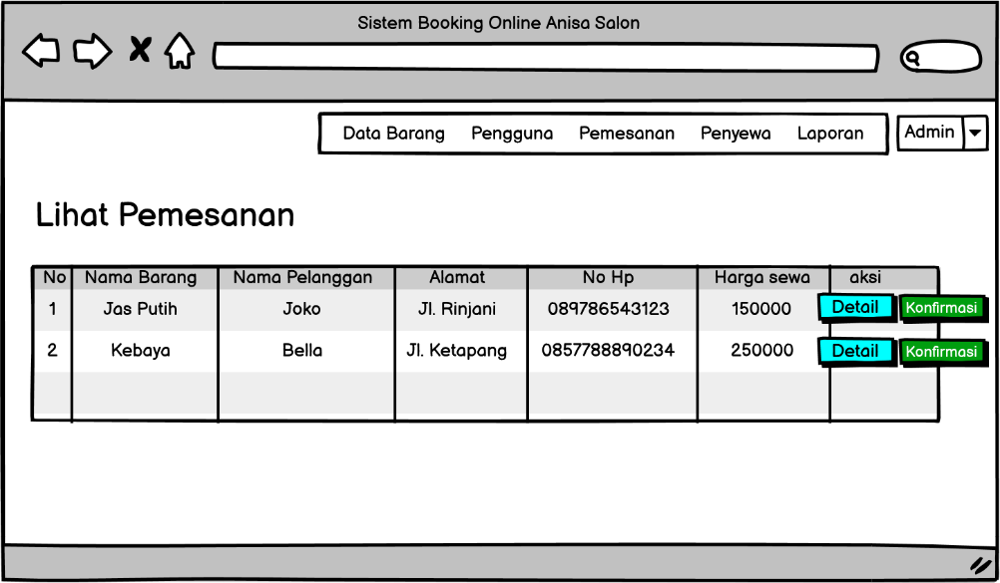 Sistem Booking Online Anisa Salon
Data Barang Pengguna Pemesanan Penyewa Laporan Admin
Lihat Pemesanan
No Nama Barang Nama Pelanggan Alamat No Hp Harga sewa aksi
1 Jas Putih Joko Jl. Rinjani 089786543123 150000 Detail Konfirmasi
2 Kebaya Bella Jl. Ketapang 0857788890234 250000 Detail Konfirmasi